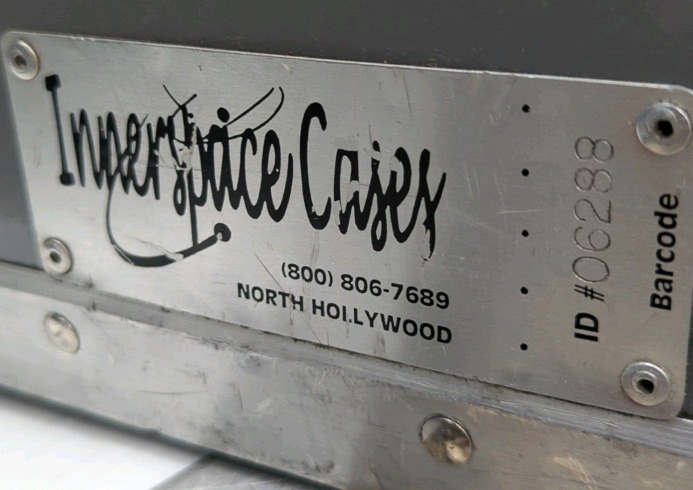 InnerSpace Cases
(800) 806-7689
NORTH HOLLYWOOD
ID #06288
Barcode